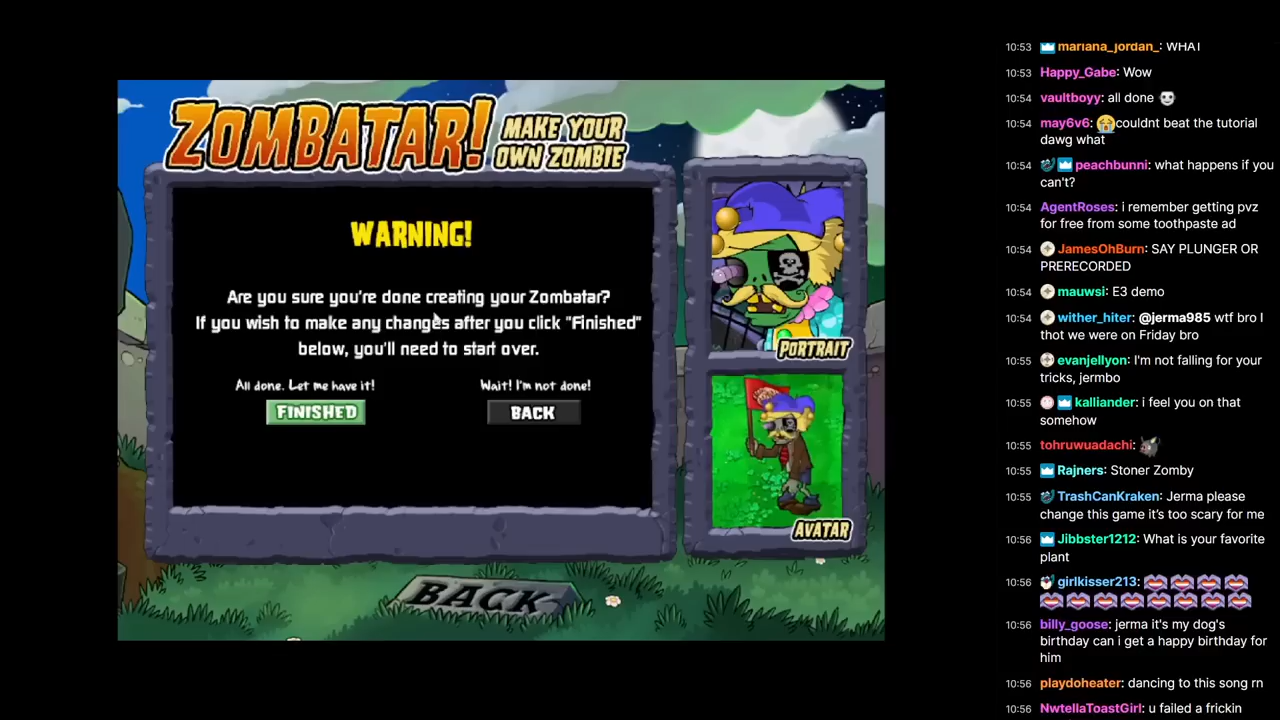 ZOMBATAR!
MAKE YOUR
OWN ZOMBIE
WARNING!
Are you sure you're done creating your Zombatar?
If you wish to make any changes after you click "Finished"
below, you'll need to start over.
All done. Let me have it!
FINISHED
Wait! I'm not done!
BACK
PORTRAIT
AVATAR
BACK
10:53 mariana_jordan_: WHAT
10:53 Happy_Gabe: Wow
10:54 vaultboyy: all done
10:54 may6v6: couldnt beat the tutorial
dawg what
10:54 peachbunni: what happens if you
can't?
10:54 AgentRoses: i remember getting pvz
for free from some toothpaste ad
10:54 JamesOhBurn: SAY PLUNGER OR
PRERECORDED
10:54 mauwsi: E3 demo
10:54 wither_hiter: @jerma985 wtf bro I
thot we were on Friday bro
10:55 evanjellyon: I'm not falling for your
tricks, jermbo
10:55 kalliander: i feel you on that
somehow
10:55 tohruwuadachi:
10:55 Rajners: Stoner Zomby
10:55 TrashCanKraken: Jerma please
change this game it's too scary for me
10:56 Jibbster1212: What is your favorite
plant
10:56 girlkisser213:
10:56 billy_goose: jerma it's my dog's
birthday can i get a happy birthday for
him
10:56 playdoheater: dancing to this song rn
10:56 NwtellaToastGirl: u failed a frickin